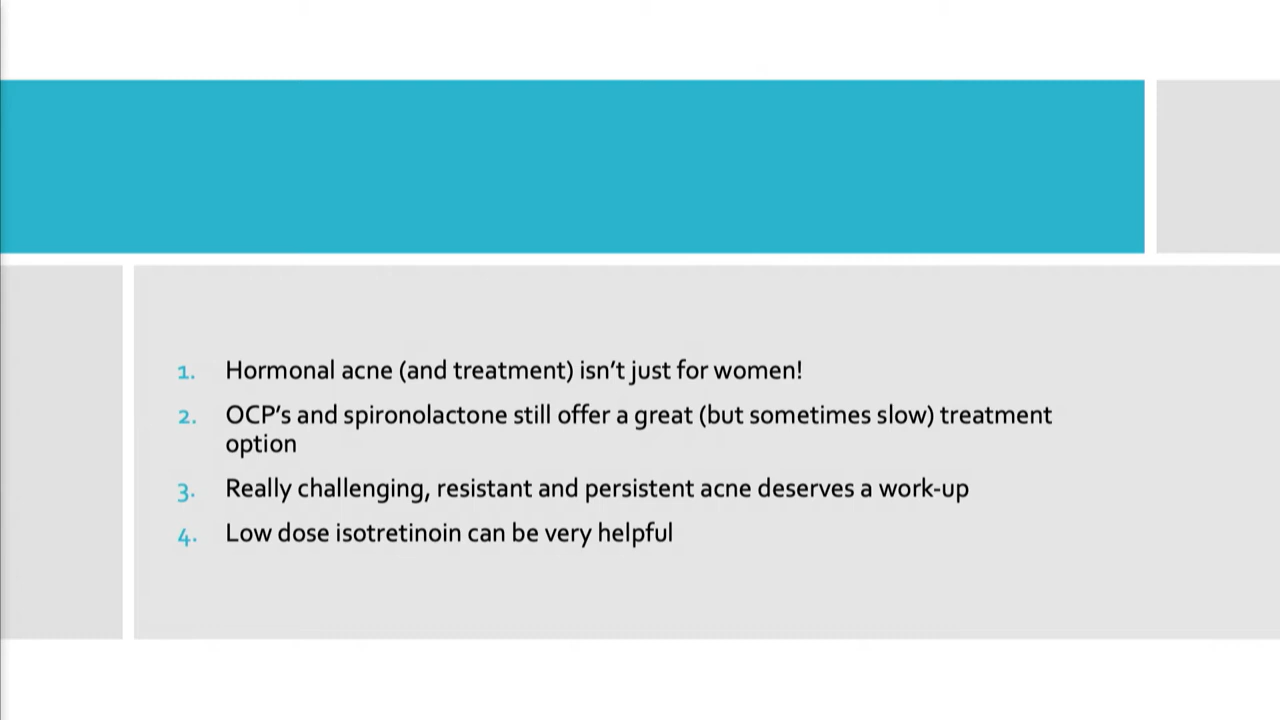 1. Hormonal acne (and treatment) isn't just for women!
2. OCP's and spironolactone still offer a great (but sometimes slow) treatment
option
3. Really challenging, resistant and persistent acne deserves a work-up
4. Low dose isotretinoin can be very helpful